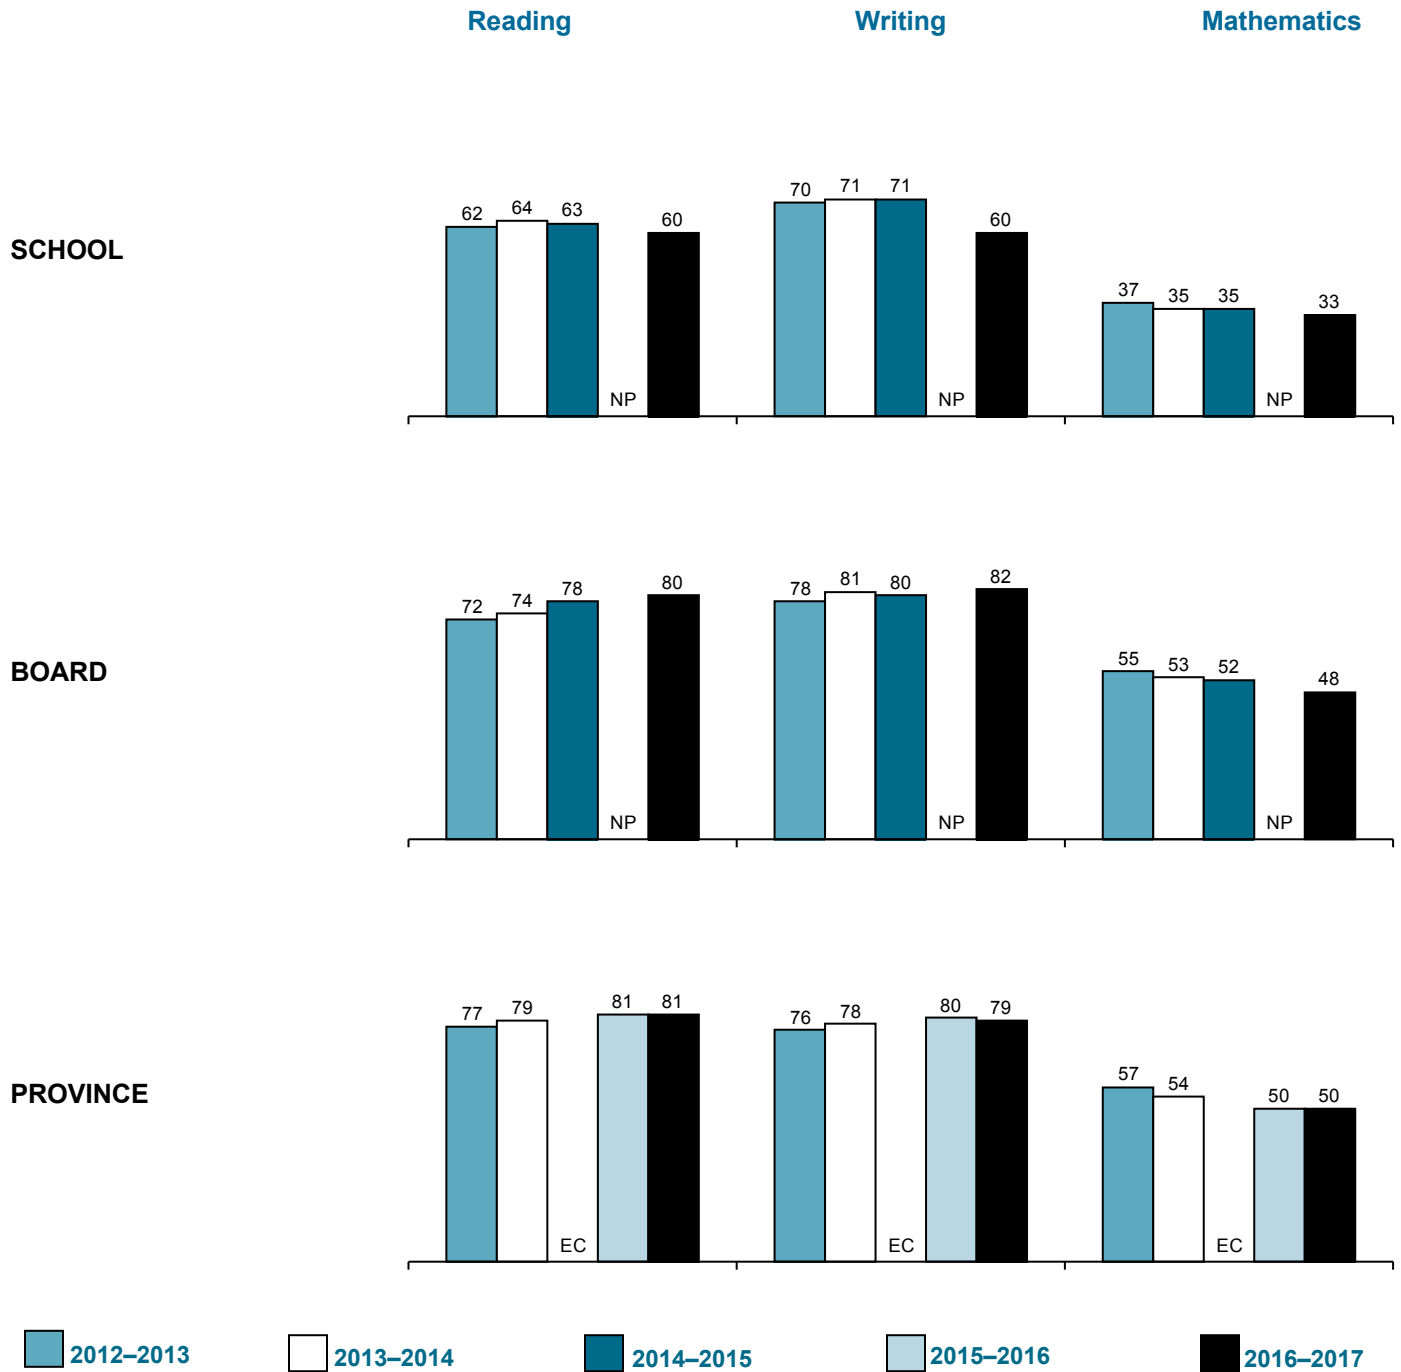 Reading Writing Mathematics
62 64 63 NP 60 70 71 71 NP 60 37 35 35 NP 33
SCHOOL
72 74 78 NP 80 78 81 80 NP 82 55 53 52 NP 48
BOARD
77 79 EC 81 81 76 78 EC 80 79 57 54 EC 50 50
PROVINCE
2012–2013 2013–2014 2014–2015 2015–2016 2016–2017